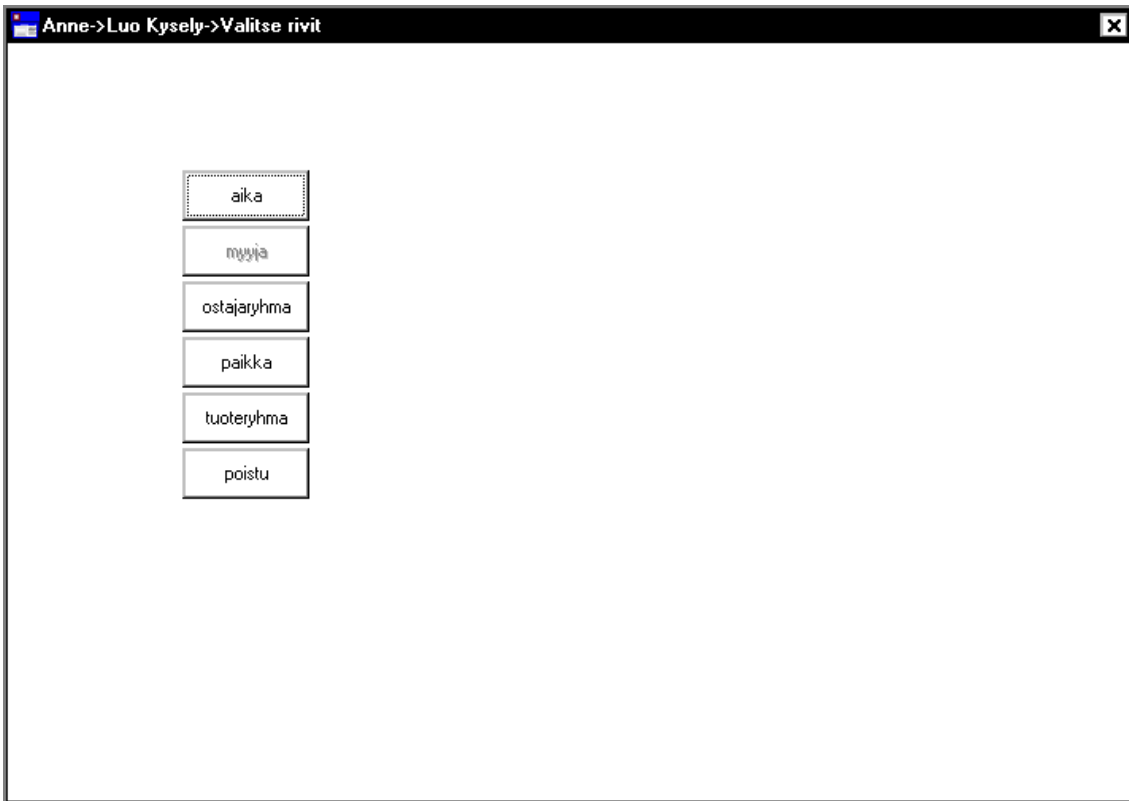 Anne->Luo Kysely->Valitse rivit
aika
myyja
ostajaryhma
paikka
tuoteryhma
poistu